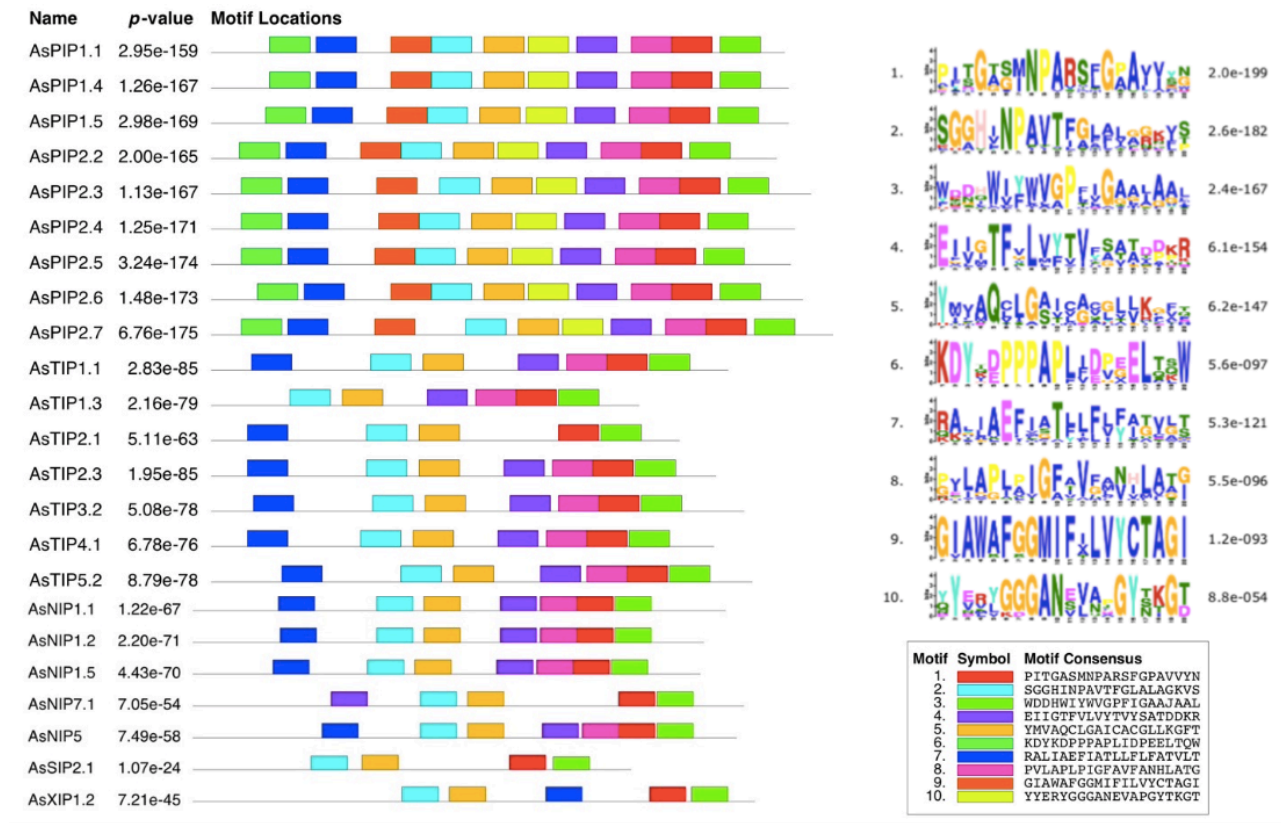 Name p-value Motif Locations
AsPIP1.1 2.95e-159
AsPIP1.4 1.26e-167
AsPIP1.5 2.98e-169
AsPIP2.2 2.00e-165
AsPIP2.3 1.13e-167
AsPIP2.4 1.25e-171
AsPIP2.5 3.24e-174
AsPIP2.6 1.48e-173
AsPIP2.7 6.76e-175
AsTIP1.1 2.83e-85
AsTIP1.3 2.16e-79
AsTIP2.1 5.11e-63
AsTIP2.3 1.95e-85
AsTIP3.2 5.08e-78
AsTIP4.1 6.78e-76
AsTIP5.2 8.79e-78
AsNIP1.1 1.22e-67
AsNIP1.2 2.20e-71
AsNIP1.5 4.43e-70
AsNIP7.1 7.05e-54
AsNIP5 7.49e-58
AsSIP2.1 1.07e-24
AsXIP1.2 7.21e-45
1. 2.0e-199
2. 2.6e-182
3. 2.4e-167
4. 6.1e-154
5. 6.2e-147
6. 5.6e-097
7. 5.3e-121
8. 5.5e-096
9. 1.2e-093
10. 8.8e-054
Motif Symbol Motif Consensus
1. PITGASMNPARSFGPAVVYN
2. SGGHINPAVTFGLALAGKVS
3. WDDHWIYWVGPFIGAAJAAL
4. EIIGTFVLVYTVYSATDDKR
5. YMVAQCLGAICACGLLKGFT
6. KDYKDPPPAPLIDPEELTQW
7. RALIAEFIATLLFLFATVLT
8. PVLAPLPIGFAVFANHLATG
9. GIAWAFGGMIFILVYCTAGI
10. YYERYGGGANEVAPGYTKGT